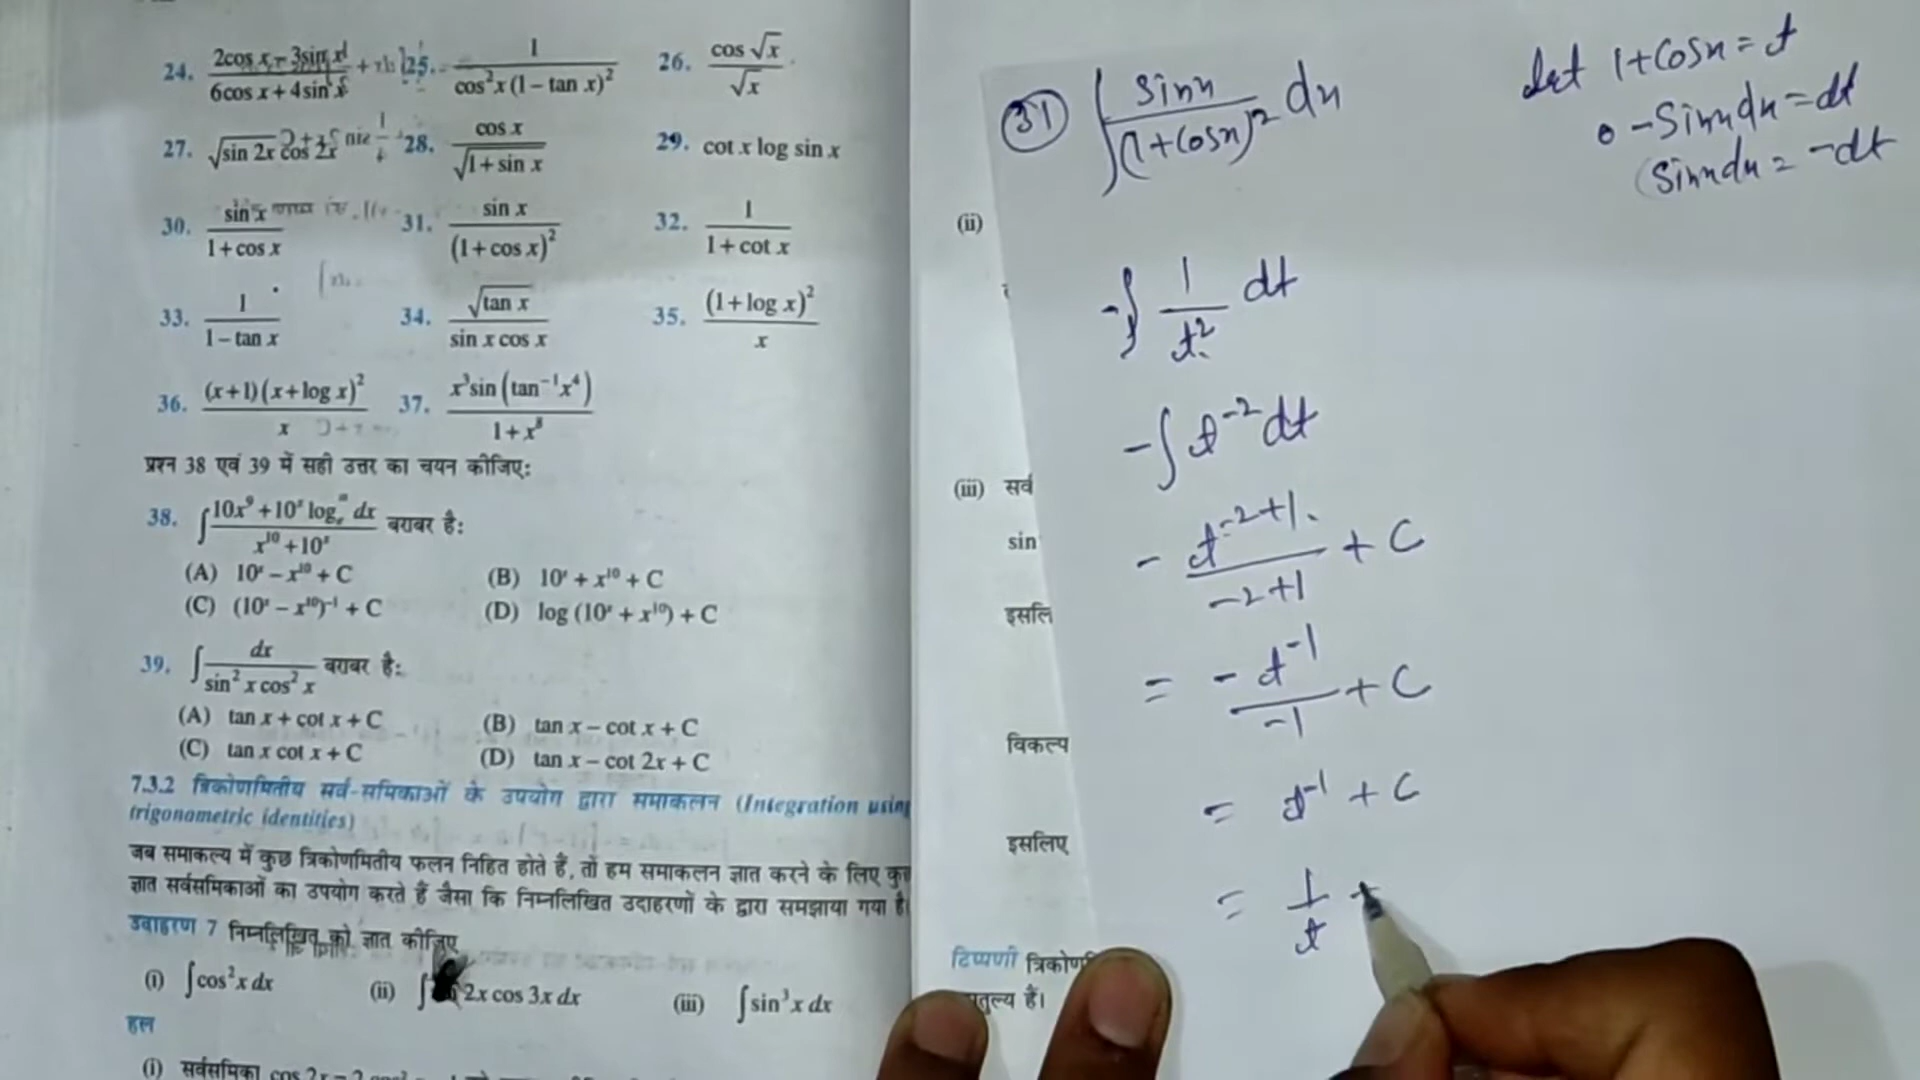 24. (2cos x – 3sin x)/(6cos x + 4sin x) 25. 1/(cos²x (1 – tan x)²) 26. cos √x/√x
27. √sin 2x cos 2x 28. cos x/√(1 + sin x) 29. cot x log sin x
30. sin x/(1 + cos x) 31. sin x/(1 + cos x)² 32. 1/(1 + cot x)
33. 1/(1 – tan x) 34. √tan x/(sin x cos x) 35. (1 + log x)²/x
36. (x+1)(x + log x)²/x 37. x³sin (tan⁻¹x⁴)/(1 + x⁸)
प्रश्न 38 एवं 39 में सही उत्तर का चयन कीजिए:
38. ∫(10x⁹ + 10ˣ logₑ dx)/(x¹⁰ + 10ˣ) बराबर है:
(A) 10ˣ – x¹⁰ + C (B) 10ˣ + x¹⁰ + C
(C) (10ˣ – x¹⁰)⁻¹ + C (D) log (10ˣ + x¹⁰) + C
39. ∫dx/(sin² x cos² x) बराबर है:
(A) tan x + cot x + C (B) tan x – cot x + C
(C) tan x cot x + C (D) tan x – cot 2x + C
7.3.2 त्रिकोणमितीय सर्व-समिकाओं के उपयोग द्वारा समाकलन (Integration using
trigonometric identities)
जब समाकल्य में कुछ त्रिकोणमितीय फलन निहित होते हैं, तो हम समाकलन ज्ञात करने के लिए
ज्ञात सर्वसमिकाओं का उपयोग करते हैं जैसा कि निम्नलिखित उदाहरणों के द्वारा समझाया गया है।
उदाहरण 7 निम्नलिखित को ज्ञात कीजिए
(i) ∫cos²x dx (ii) ∫ 2x cos 3x dx (iii) ∫sin³x dx
हल
(i) सर्वसमिका
(ii)
(iii) सर्व
sin
इसलि
विकल्प
इसलिए
टिप्पणी
हैं।
31 ∫ Sinx/(1+Cosx)² dx
Let 1+Cosx = t
-Sinx dx = dt
(Sinx dx = -dt
-∫ 1/t² dt
-∫ t⁻² dt
- t⁻²⁺¹/-2+1 + C
= -t⁻¹/-1 + C
= t⁻¹ + C
= 1/t +